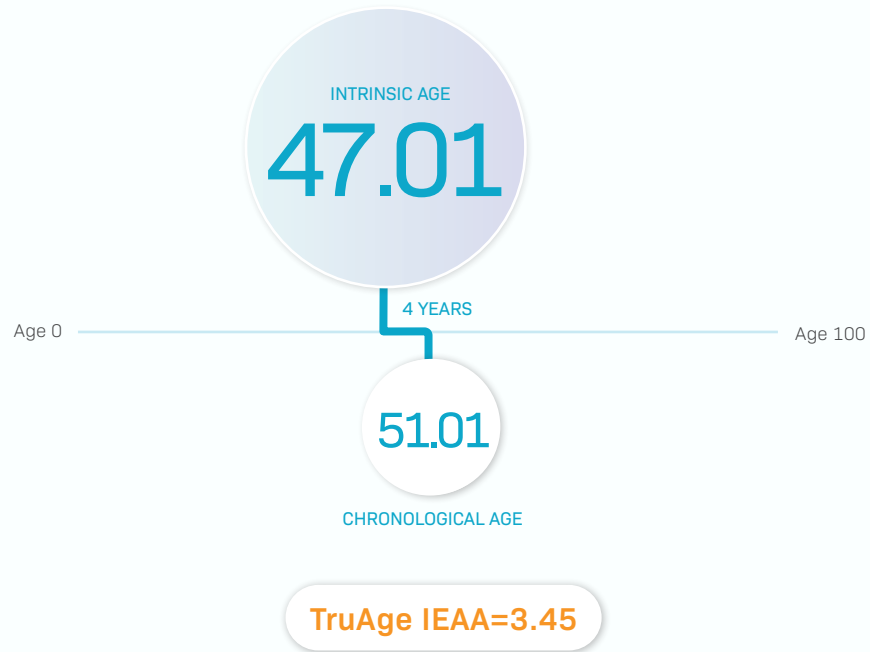 INTRINSIC AGE
47.01
4 YEARS
Age 0
Age 100
51.01
CHRONOLOGICAL AGE
TruAge IEAA=3.45